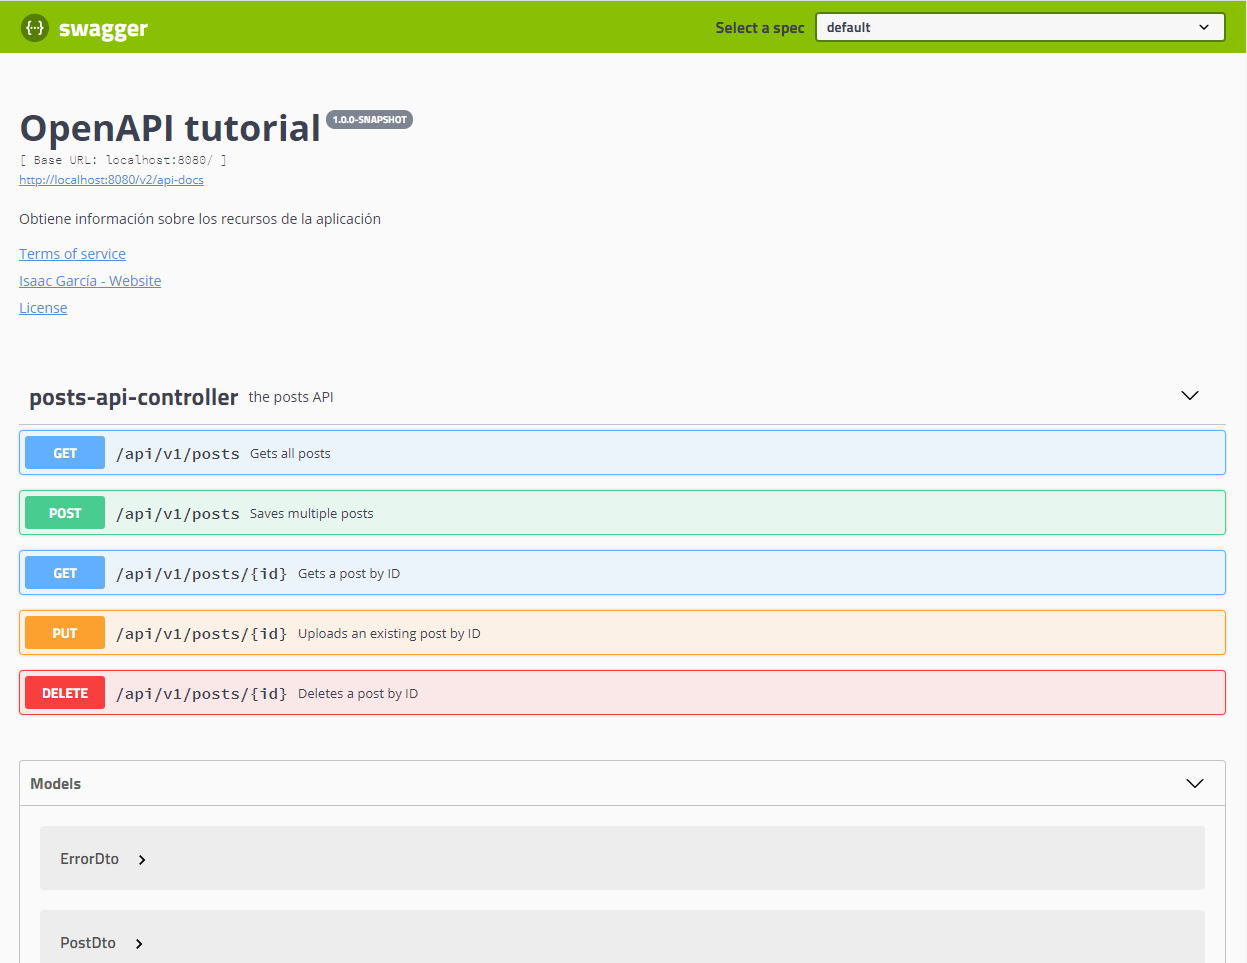 {···} swagger
Select a spec default
OpenAPI tutorial 1.0.0-SNAPSHOT
[ Base URL: localhost:8080/ ]
http://localhost:8080/v2/api-docs
Obtiene información sobre los recursos de la aplicación
Terms of service
Isaac García - Website
License
posts-api-controller the posts API
GET /api/v1/posts Gets all posts
POST /api/v1/posts Saves multiple posts
GET /api/v1/posts/{id} Gets a post by ID
PUT /api/v1/posts/{id} Uploads an existing post by ID
DELETE /api/v1/posts/{id} Deletes a post by ID
Models
ErrorDto
PostDto